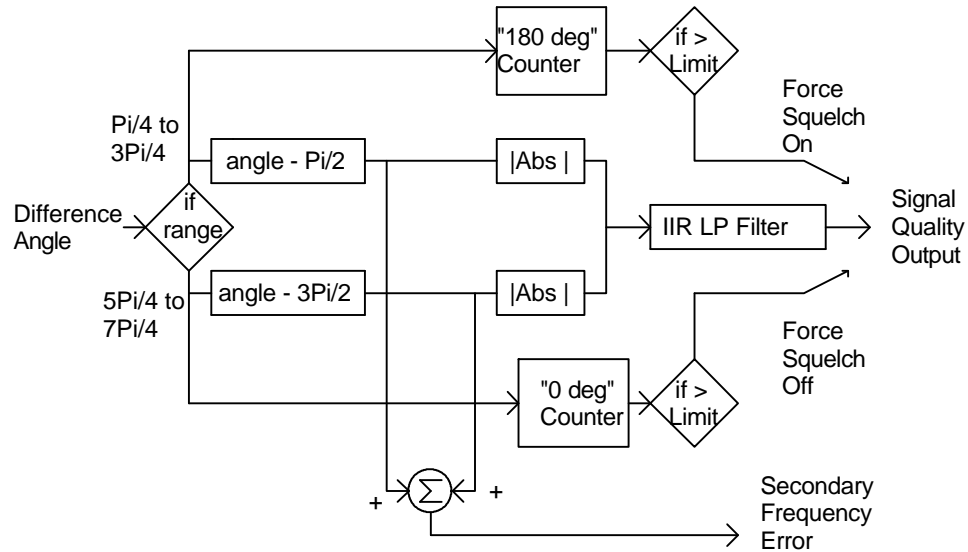 "180 deg"
Counter
if >
Limit
Force
Squelch
On
Pi/4 to
3Pi/4
angle - Pi/2
|Abs |
Difference
Angle
if
range
IIR LP Filter
Signal
Quality
Output
5Pi/4 to
7Pi/4
angle - 3Pi/2
|Abs |
Force
Squelch
Off
"0 deg"
Counter
if >
Limit
+
Σ
+
Secondary
Frequency
Error